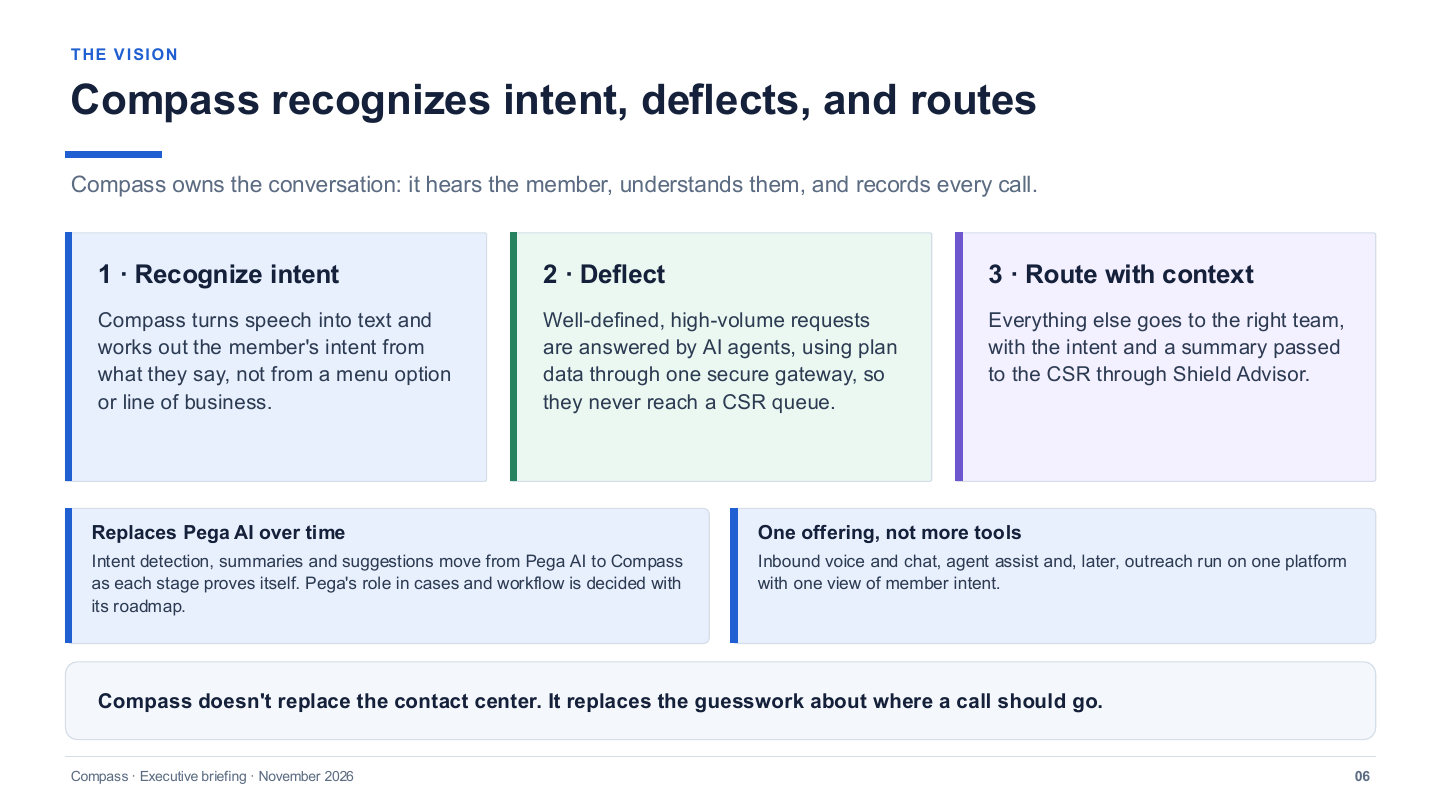 THE VISION
Compass recognizes intent, deflects, and routes
Compass owns the conversation: it hears the member, understands them, and records every call.
1 · Recognize intent
Compass turns speech into text and
works out the member's intent from
what they say, not from a menu option
or line of business.
2 · Deflect
Well-defined, high-volume requests
are answered by AI agents, using plan
data through one secure gateway, so
they never reach a CSR queue.
3 · Route with context
Everything else goes to the right team,
with the intent and a summary passed
to the CSR through Shield Advisor.
Replaces Pega AI over time
Intent detection, summaries and suggestions move from Pega AI to Compass
as each stage proves itself. Pega's role in cases and workflow is decided with
its roadmap.
One offering, not more tools
Inbound voice and chat, agent assist and, later, outreach run on one platform
with one view of member intent.
Compass doesn't replace the contact center. It replaces the guesswork about where a call should go.
Compass · Executive briefing · November 2026
06